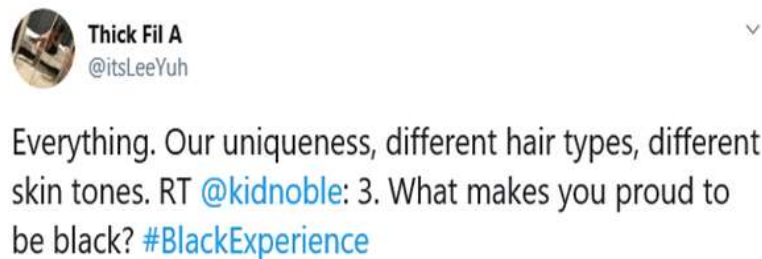 Thick Fil A
@itsLeeYuh
Everything. Our uniqueness, different hair types, different
skin tones. RT @kidnoble: 3. What makes you proud to
be black? #BlackExperience